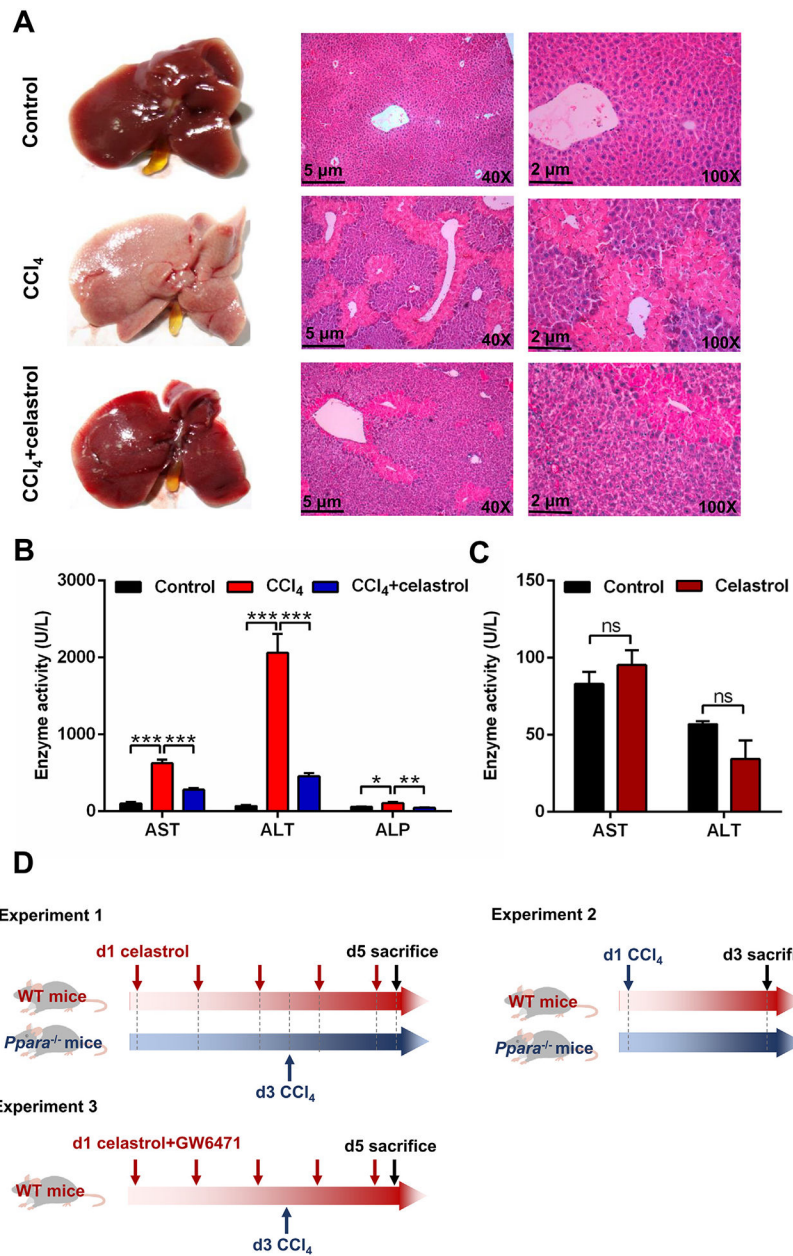 A
Control
5 µm
40X
2 µm
100X
CCl₄
5 µm
40X
2 µm
100X
CCl₄+celastrol
5 µm
40X
2 µm
100X
B
Enzyme activity (U/L)
3000
2000
1000
0
Control
CCl₄
CCl₄+celastrol
*** ***
*** ***
* **
AST
ALT
ALP
C
Enzyme activity (U/L)
150
100
50
0
Control
Celastrol
ns
ns
AST
ALT
D
Experiment 1
d1 celastrol
d5 sacrifice
WT mice
Ppara⁻/⁻ mice
d3 CCl₄
Experiment 2
d1 CCl₄
d3 sacrifi
WT mice
Ppara⁻/⁻ mice
Experiment 3
d1 celastrol+GW6471
d5 sacrifice
WT mice
d3 CCl₄